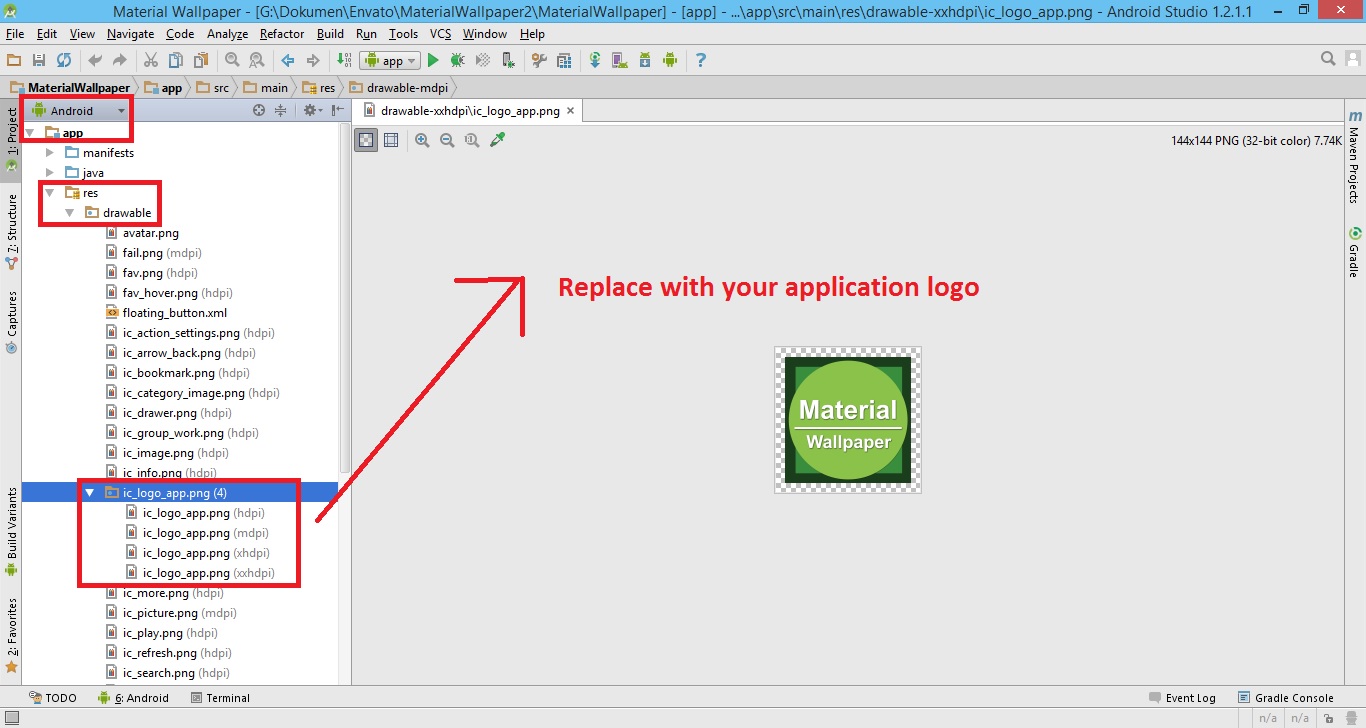 Material Wallpaper - [G:\Dokumen\Envato\MaterialWallpaper2\MaterialWallpaper] - [app] - ...\app\src\main\res\drawable-xxhdpi\ic_logo_app.png - Android Studio 1.2.1.1
File Edit View Navigate Code Analyze Refactor Build Run Tools VCS Window Help
app
MaterialWallpaper app src main res drawable-mdpi
Android
drawable-xxhdpi\ic_logo_app.png
144x144 PNG (32-bit color) 7.74K
1: Project
7: Structure
Captures
Build Variants
2: Favorites
app
manifests
java
res
drawable
avatar.png
fail.png (mdpi)
fav.png (hdpi)
fav_hover.png (hdpi)
floating_button.xml
ic_action_settings.png (hdpi)
ic_arrow_back.png (hdpi)
ic_bookmark.png (hdpi)
ic_category_image.png (hdpi)
ic_drawer.png (hdpi)
ic_group_work.png (hdpi)
ic_image.png (hdpi)
ic_info.png (hdpi)
ic_logo_app.png (4)
ic_logo_app.png (hdpi)
ic_logo_app.png (mdpi)
ic_logo_app.png (xhdpi)
ic_logo_app.png (xxhdpi)
ic_more.png (hdpi)
ic_picture.png (mdpi)
ic_play.png (hdpi)
ic_refresh.png (hdpi)
ic_search.png (hdpi)
Replace with your application logo
Material
Wallpaper
m
Maven Projects
Gradle
TODO 6: Android Terminal
Event Log Gradle Console
n/a n/a